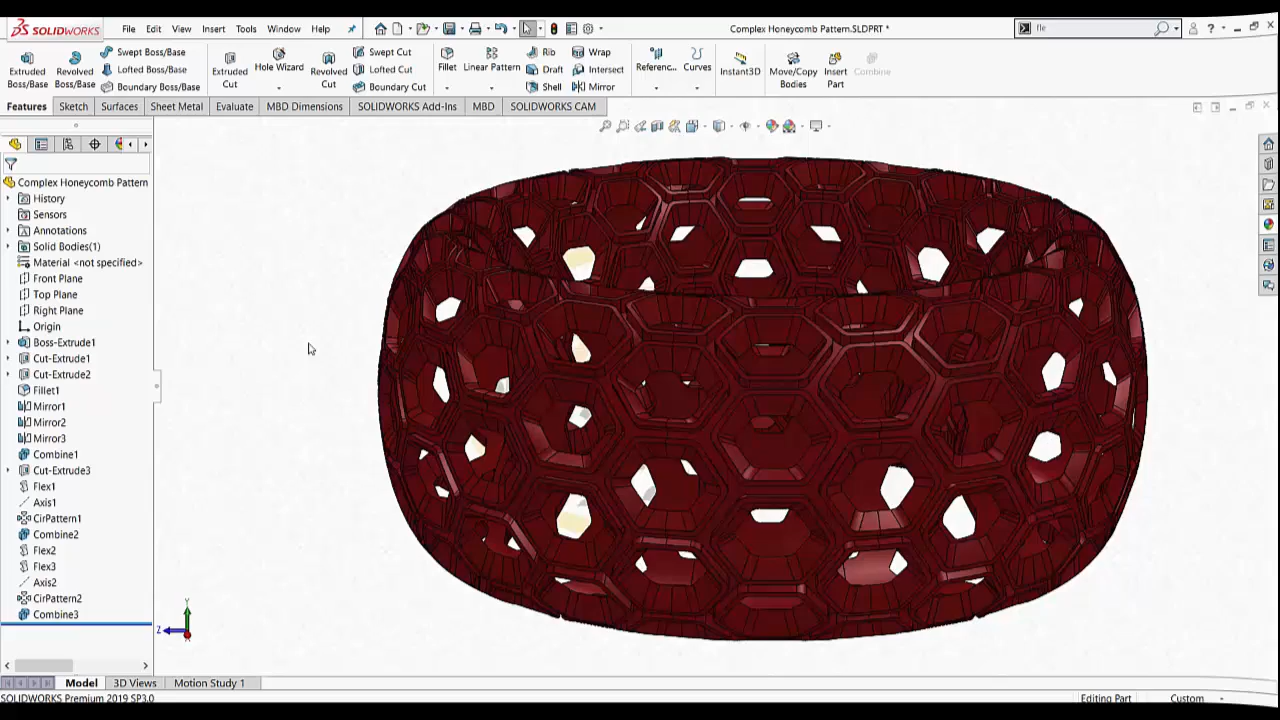 SOLIDWORKS File Edit View Insert Tools Window Help Complex Honeycomb Pattern.SLDPRT * fle
Extruded Boss/Base
Revolved Boss/Base
Swept Boss/Base
Lofted Boss/Base
Boundary Boss/Base
Extruded Cut
Hole Wizard
Revolved Cut
Swept Cut
Lofted Cut
Boundary Cut
Fillet
Linear Pattern
Rib
Draft
Shell
Wrap
Intersect
Mirror
Referenc...
Curves
Instant3D
Move/Copy Bodies
Insert Part
Combine
Features Sketch Surfaces Sheet Metal Evaluate MBD Dimensions SOLIDWORKS Add-Ins MBD SOLIDWORKS CAM
Complex Honeycomb Pattern
History
Sensors
Annotations
Solid Bodies(1)
Material <not specified>
Front Plane
Top Plane
Right Plane
Origin
Boss-Extrude1
Cut-Extrude1
Cut-Extrude2
Fillet1
Mirror1
Mirror2
Mirror3
Combine1
Cut-Extrude3
Flex1
Axis1
CirPattern1
Combine2
Flex2
Flex3
Axis2
CirPattern2
Combine3
Y
Z
Model 3D Views Motion Study 1
SOLIDWORKS Premium 2019 SP3.0 Editing Part Custom